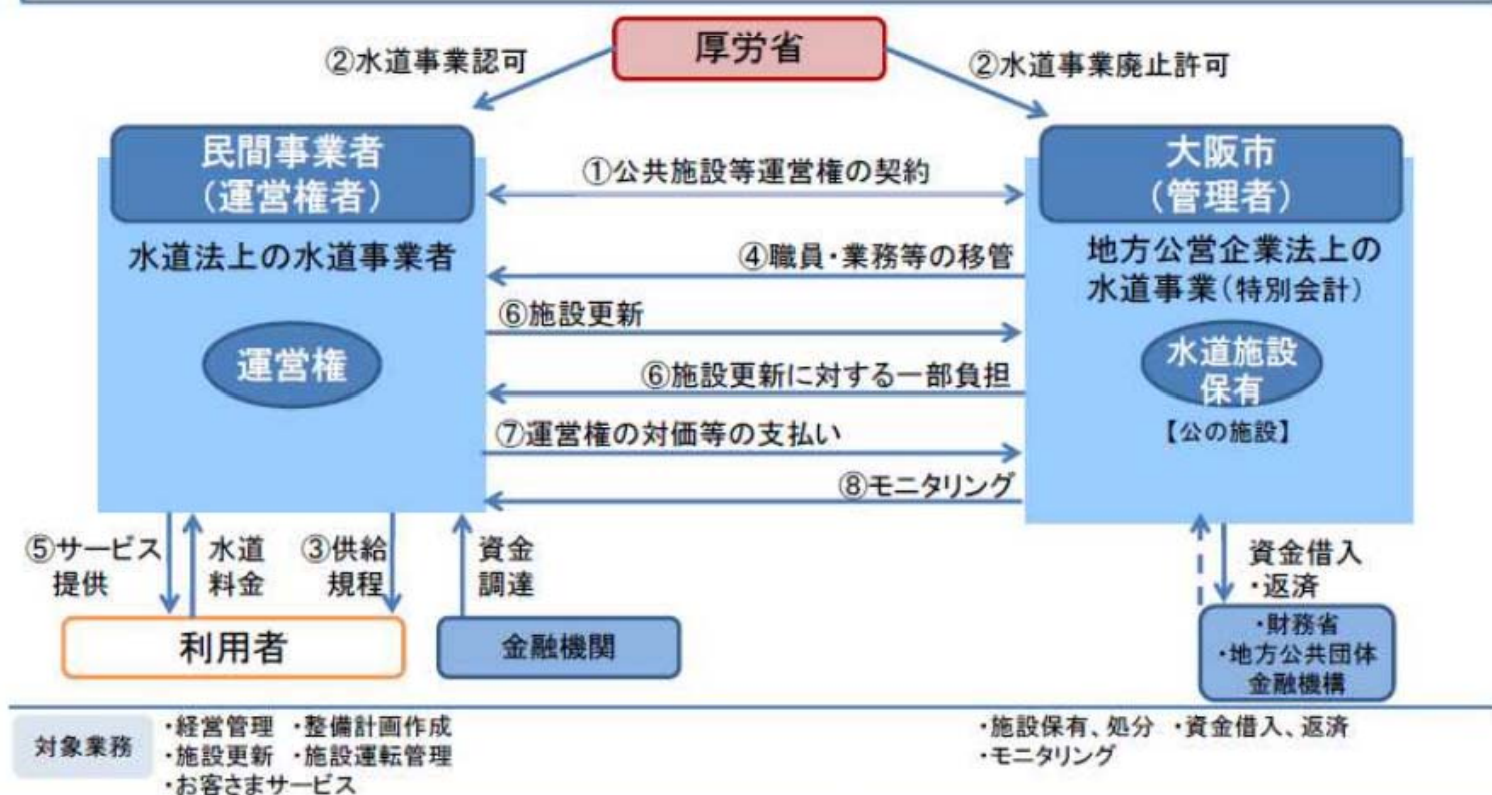 厚労省
②水道事業認可
②水道事業廃止許可
民間事業者
(運営権者)
大阪市
(管理者)
①公共施設等運営権の契約
水道法上の水道事業者
④職員・業務等の移管
地方公営企業法上の
水道事業(特別会計)
⑥施設更新
運営権
水道施設
保有
⑥施設更新に対する一部負担
⑦運営権の対価等の支払い
【公の施設】
⑧モニタリング
⑤サービス
提供
水道
料金
③供給
規程
資金
調達
資金借入
・返済
利用者
金融機関
・財務省
・地方公共団体
金融機構
対象業務
・経営管理 ・整備計画作成
・施設更新 ・施設運転管理
・お客さまサービス
・施設保有、処分 ・資金借入、返済
・モニタリング